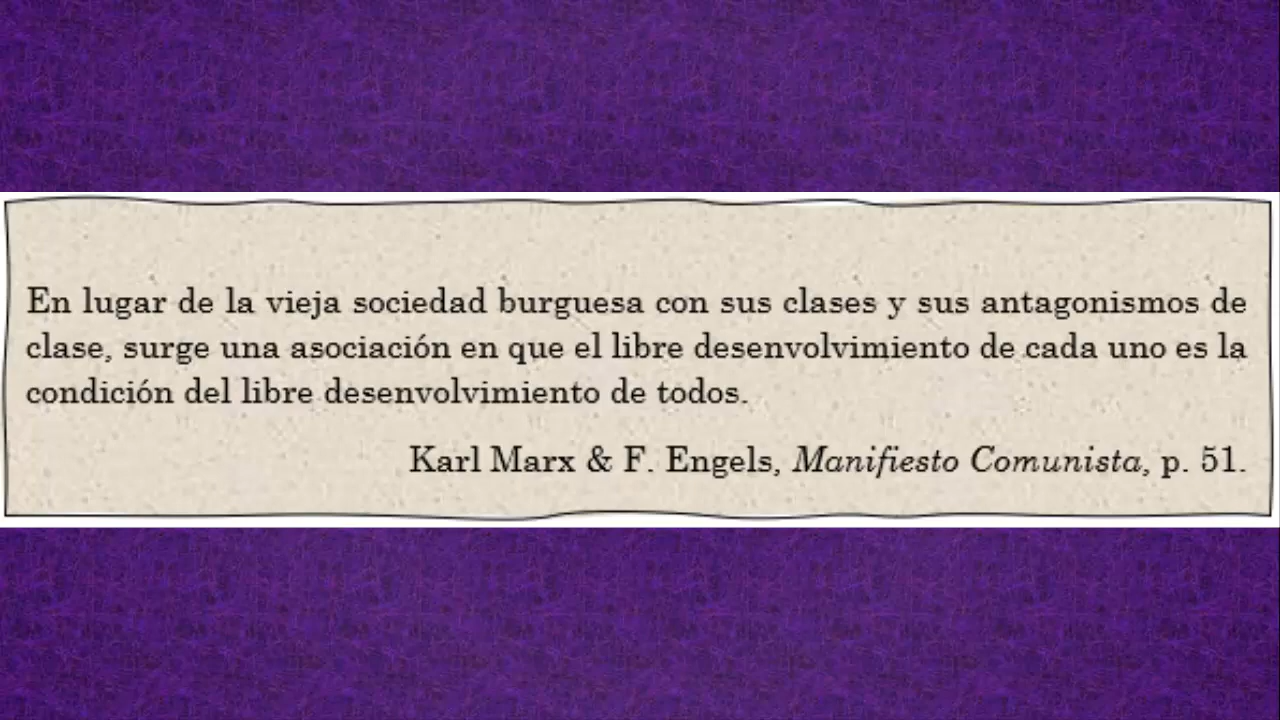 En lugar de la vieja sociedad burguesa con sus clases y sus antagonismos de
clase, surge una asociación en que el libre desenvolvimiento de cada uno es la
condición del libre desenvolvimiento de todos.
Karl Marx & F. Engels, Manifiesto Comunista, p. 51.